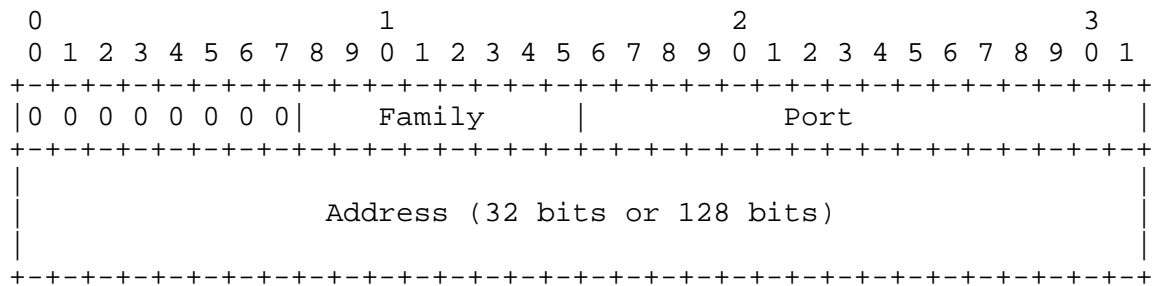 0                   1                   2                   3
 0 1 2 3 4 5 6 7 8 9 0 1 2 3 4 5 6 7 8 9 0 1 2 3 4 5 6 7 8 9 0 1
+-+-+-+-+-+-+-+-+-+-+-+-+-+-+-+-+-+-+-+-+-+-+-+-+-+-+-+-+-+-+-+-+
|0 0 0 0 0 0 0 0|    Family     |           Port                |
+-+-+-+-+-+-+-+-+-+-+-+-+-+-+-+-+-+-+-+-+-+-+-+-+-+-+-+-+-+-+-+-+
|                                                               |
|                 Address (32 bits or 128 bits)                 |
|                                                               |
+-+-+-+-+-+-+-+-+-+-+-+-+-+-+-+-+-+-+-+-+-+-+-+-+-+-+-+-+-+-+-+-+